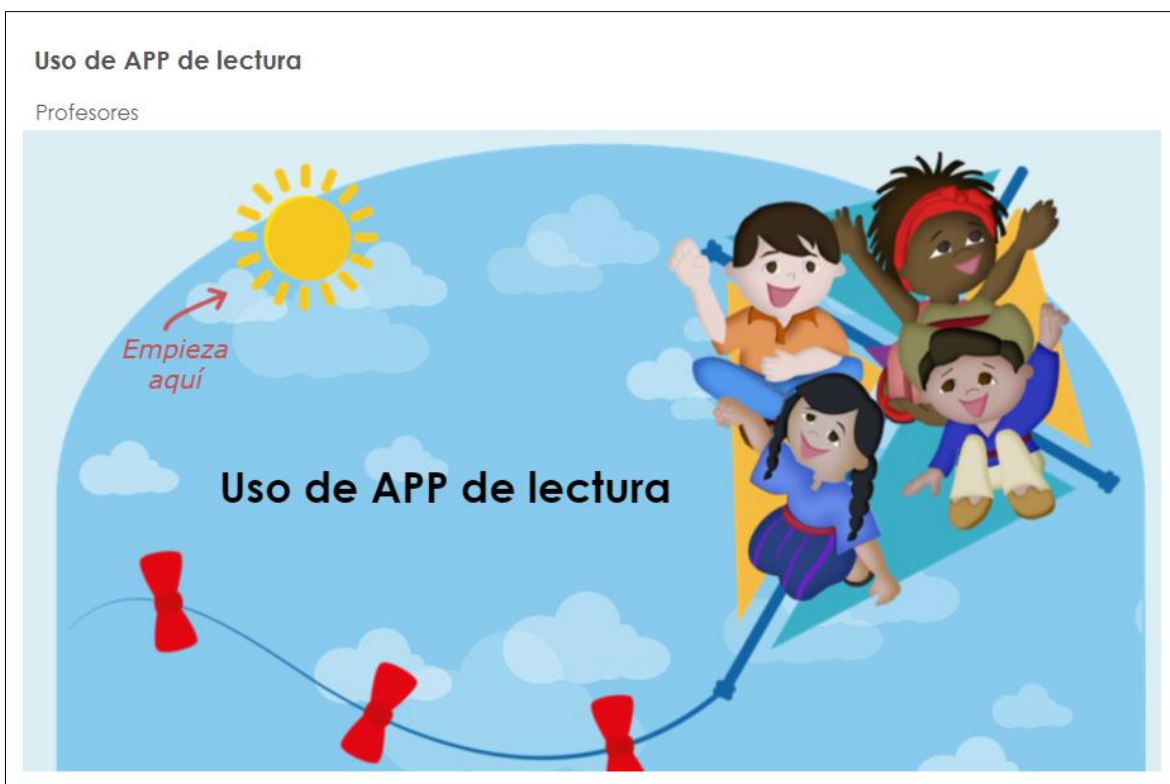 Uso de APP de lectura
Profesores
Empieza
aquí
Uso de APP de lectura